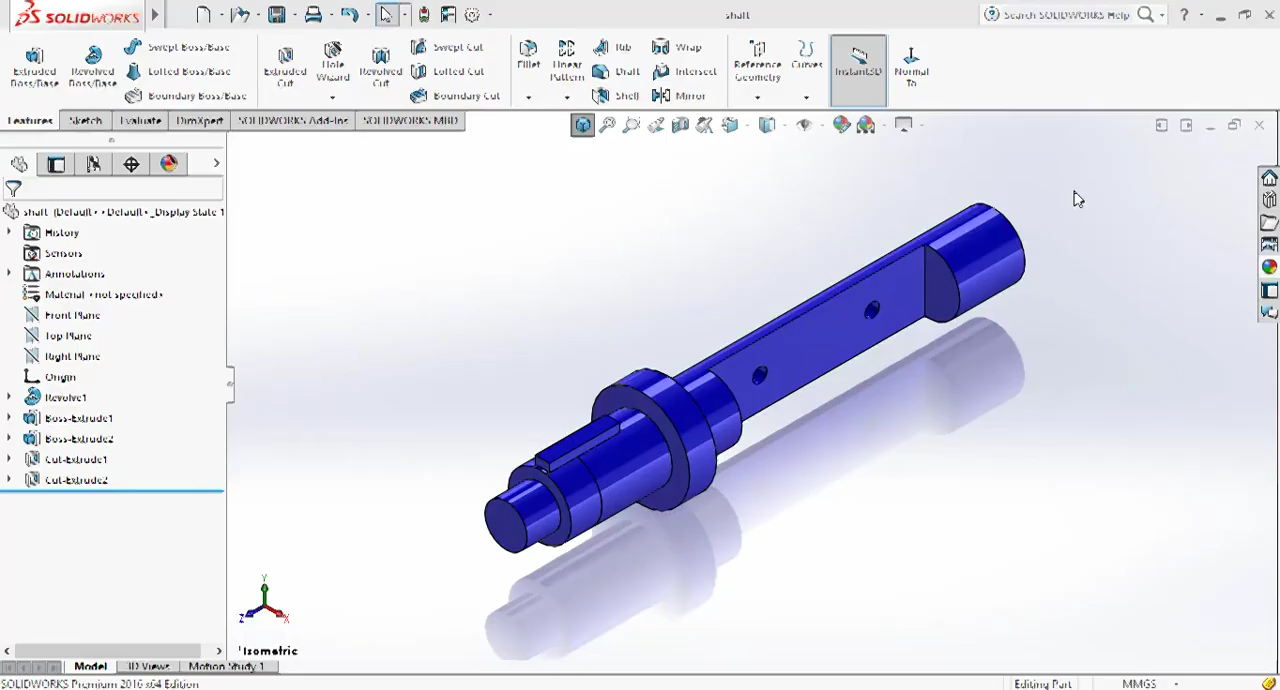 SOLIDWORKS
shaft
Search SOLIDWORKS Help
Extruded Boss/Base
Revolved Boss/Base
Swept Boss/Base
Lofted Boss/Base
Boundary Boss/Base
Extruded Cut
Hole Wizard
Revolved Cut
Swept Cut
Lofted Cut
Boundary Cut
Fillet
Linear Pattern
Rib
Draft
Shell
Wrap
Intersect
Mirror
Reference Geometry
Curves
Instant3D
Normal To
Features
Sketch
Evaluate
DimXpert
SOLIDWORKS Add-Ins
SOLIDWORKS MBD
shaft (Default<<Default>_Display State 1
History
Sensors
Annotations
Material <not specified>
Front Plane
Top Plane
Right Plane
Origin
Revolve1
Boss-Extrude1
Boss-Extrude2
Cut-Extrude1
Cut-Extrude2
Y
Z
X
*Isometric
Model
3D Views
Motion Study 1
SOLIDWORKS Premium 2016 x64 Edition
Editing Part
MMGS